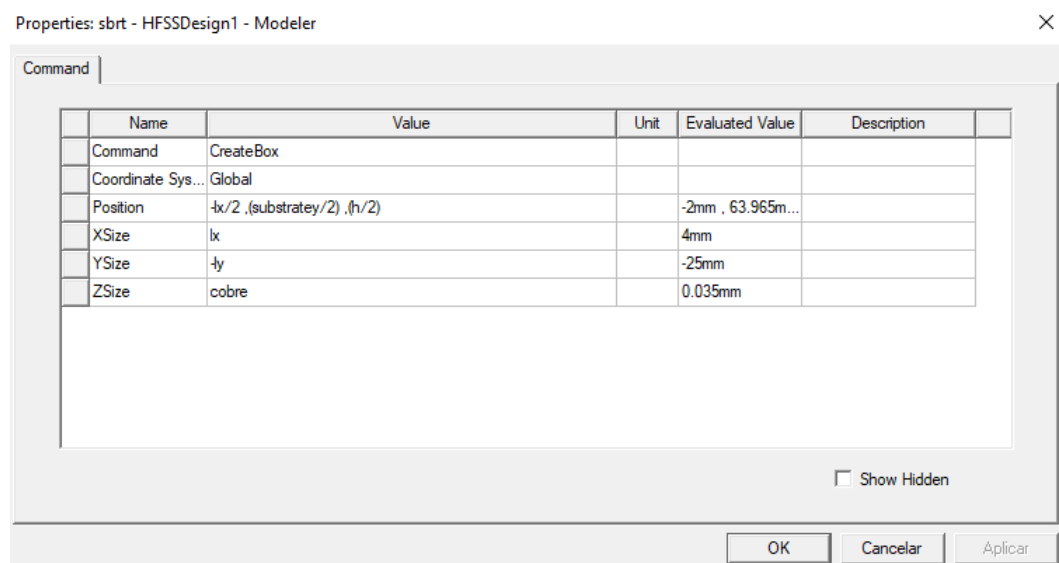 Properties: sbrt - HFSSDesign1 - Modeler
Command
Name Value Unit Evaluated Value Description
Command CreateBox
Coordinate Sys... Global
Position -lx/2 ,(substratey/2) ,(h/2) -2mm , 63.965m...
XSize lx 4mm
YSize -ly -25mm
ZSize cobre 0.035mm
Show Hidden
OK Cancelar Aplicar